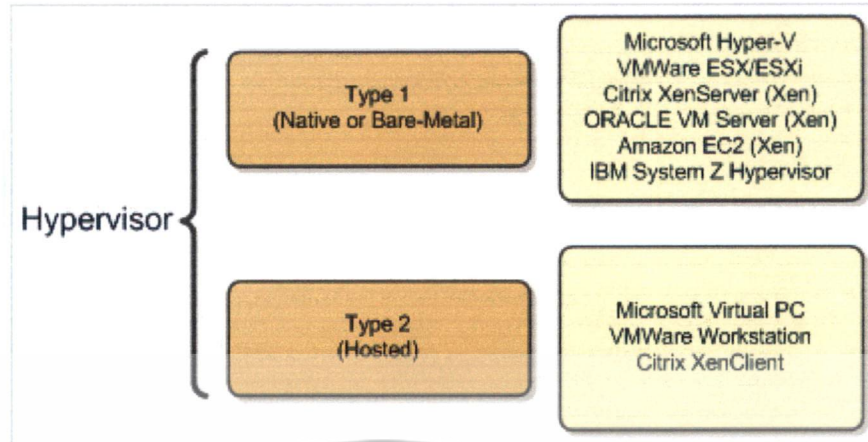 Hypervisor
Type 1
(Native or Bare-Metal)
Microsoft Hyper-V
VMWare ESX/ESXi
Citrix XenServer (Xen)
ORACLE VM Server (Xen)
Amazon EC2 (Xen)
IBM System Z Hypervisor
Type 2
(Hosted)
Microsoft Virtual PC
VMWare Workstation
Citrix XenClient